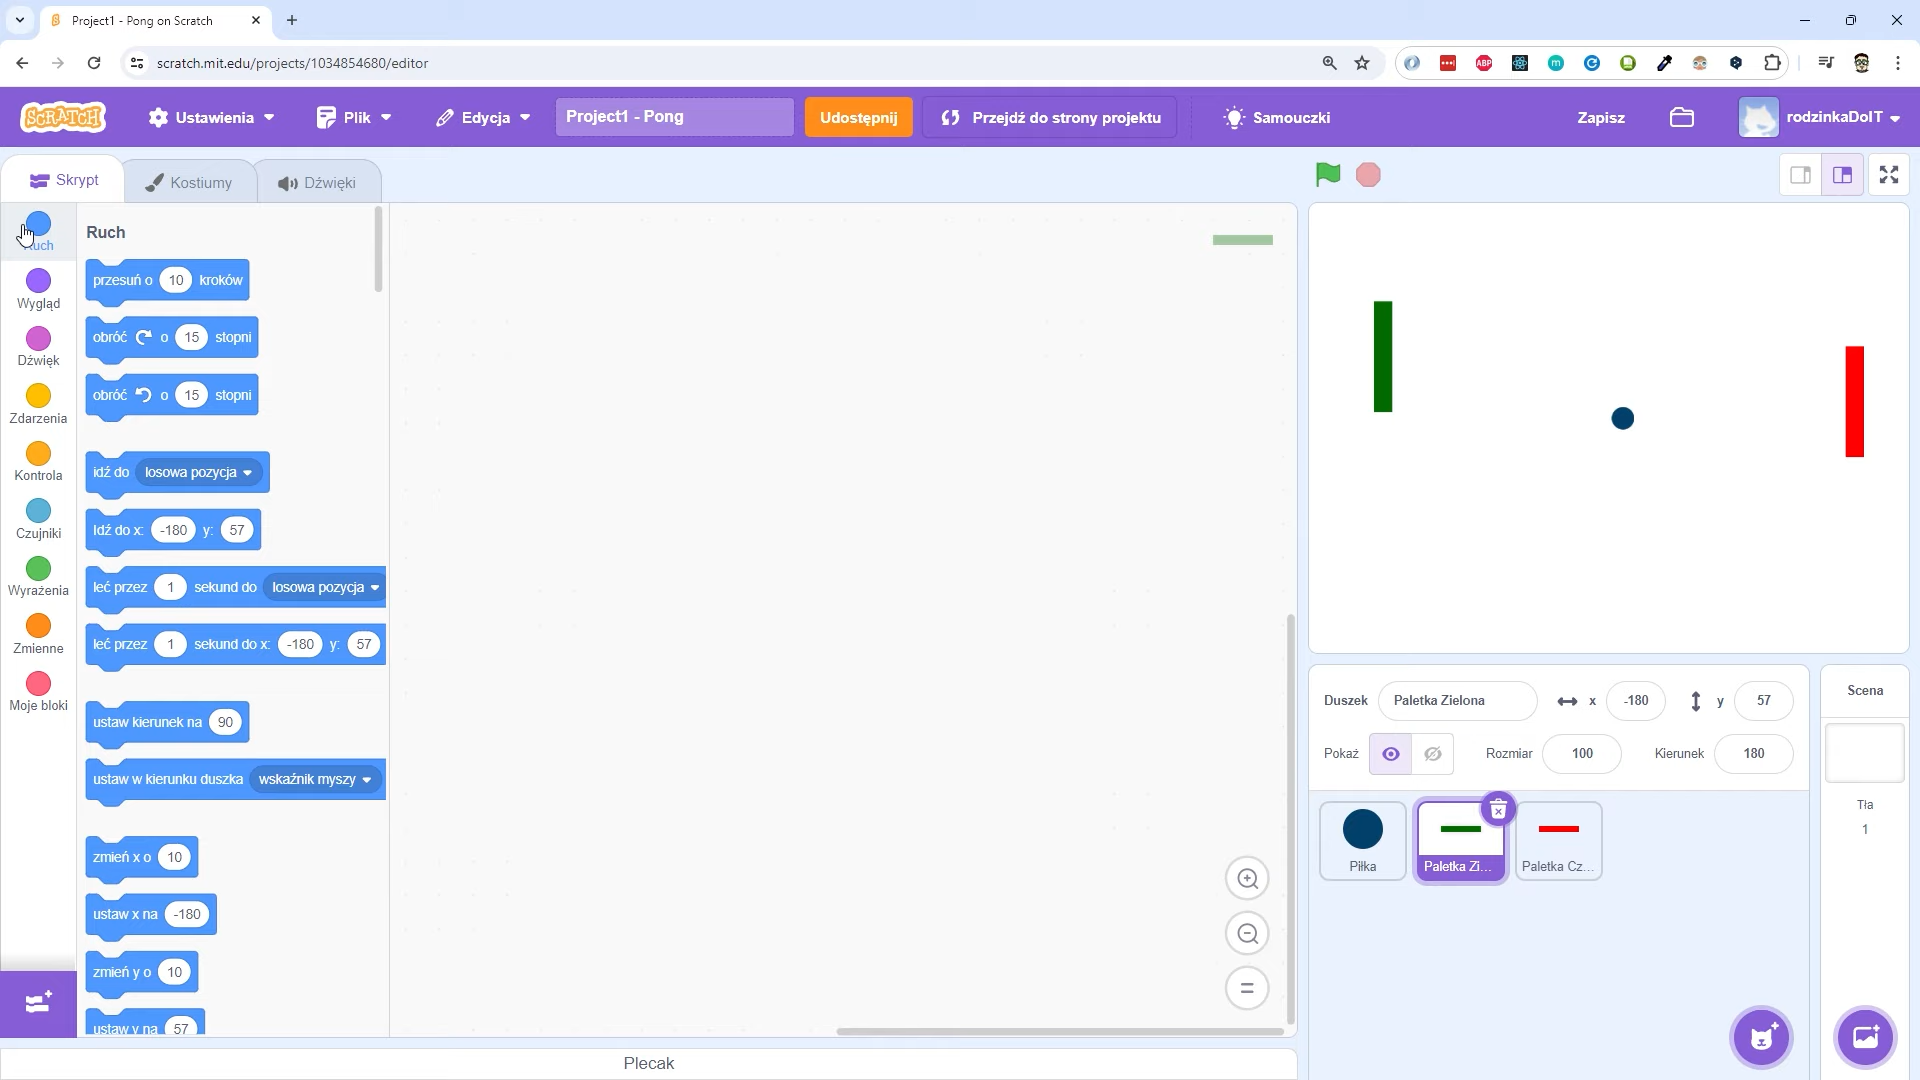 Project1 - Pong on Scratch
scratch.mit.edu/projects/1034854680/editor
ABP
SCRATCH
Ustawienia
Plik
Edycja
Project1 - Pong
Udostępnij
Przejdź do strony projektu
Samouczki
Zapisz
rodzinkaDoIT
Skrypt
Kostiumy
Dźwięki
Ruch
Wygląd
Dźwięk
Zdarzenia
Kontrola
Czujniki
Wyrażenia
Zmienne
Moje bloki
Ruch
przesuń o 10 kroków
obróć o 15 stopni
obróć o 15 stopni
idź do losowa pozycja
Idź do x: -180 y: 57
leć przez 1 sekund do losowa pozycja
leć przez 1 sekund do x: -180 y: 57
ustaw kierunek na 90
ustaw w kierunku duszka wskaźnik myszy
zmień x o 10
ustaw x na -180
zmień y o 10
ustaw y na 57
Duszek Paletka Zielona x -180 y 57
Pokaż Rozmiar 100 Kierunek 180
Piłka
Paletka Zi...
Paletka Cz...
Scena
Tła
1
Plecak